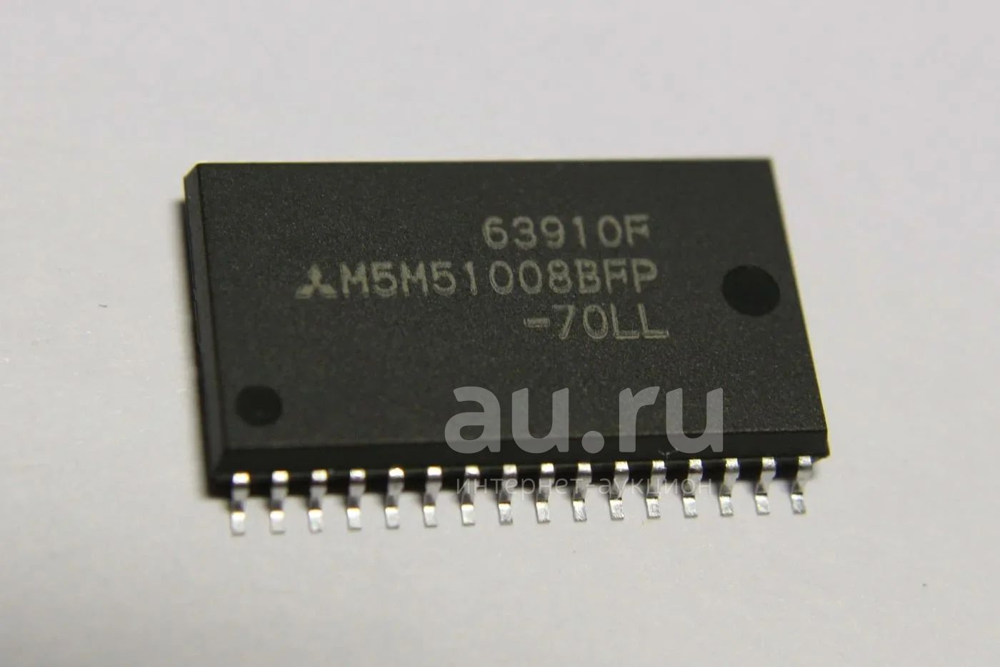 63910F
M5M51008BFP
-70LL
au.ru
интернет-аукцион